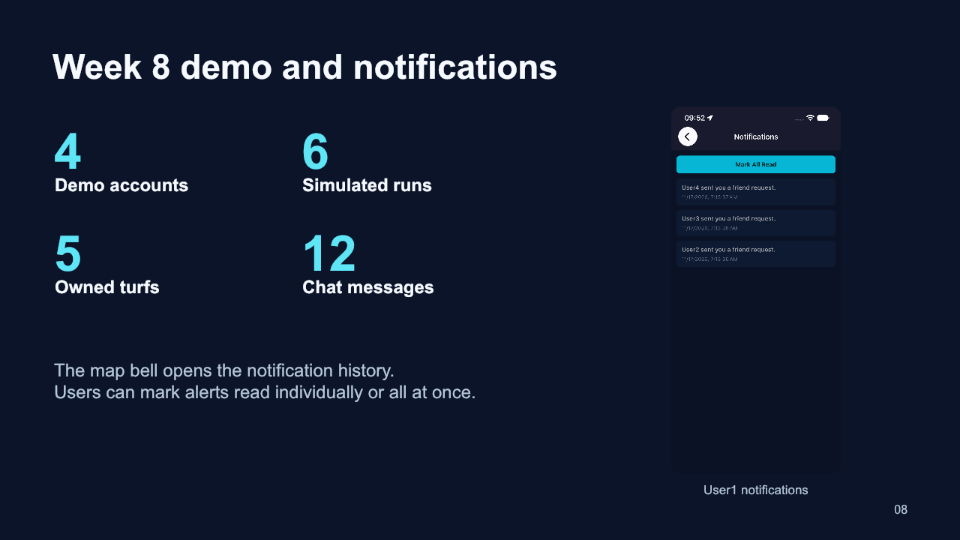 Week 8 demo and notifications
4
Demo accounts
6
Simulated runs
5
Owned turfs
12
Chat messages
The map bell opens the notification history.
Users can mark alerts read individually or all at once.
09:52
Notifications
Mark All Read
User4 sent you a friend request.
User3 sent you a friend request.
User2 sent you a friend request.
User1 notifications
08